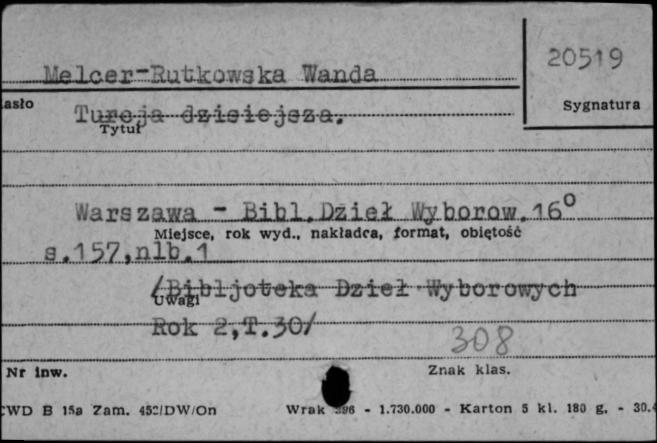 Melcer-Rutkowska Wanda
20519
asło
Sygnatura
Turcja dzisiejsza.
Tytuł
Warszawa - Bibl.Dzieł Wyborow.16°
Miejsce, rok wyd., nakładca, format, objętość
s.157,nlb.1
/Bibljoteka Dzieł Wyborowych
Uwagi
Rok 2,T.30/
308
Nr inw.
Znak klas.
CWD B 15a Zam. 452/DW/On Wrak 396 - 1.730.000 - Karton 5 kl. 180 g. - 30.4